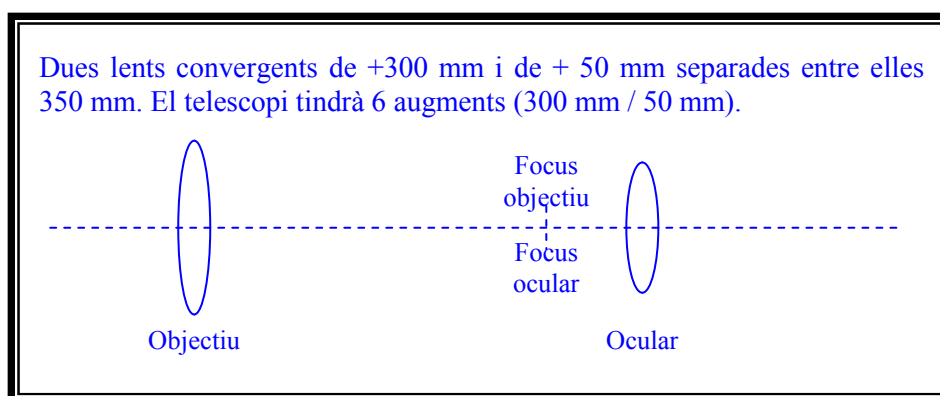 Dues lents convergents de +300 mm i de + 50 mm separades entre elles
350 mm. El telescopi tindrà 6 augments (300 mm / 50 mm).
Focus
objectiu
Focus
ocular
Objectiu
Ocular